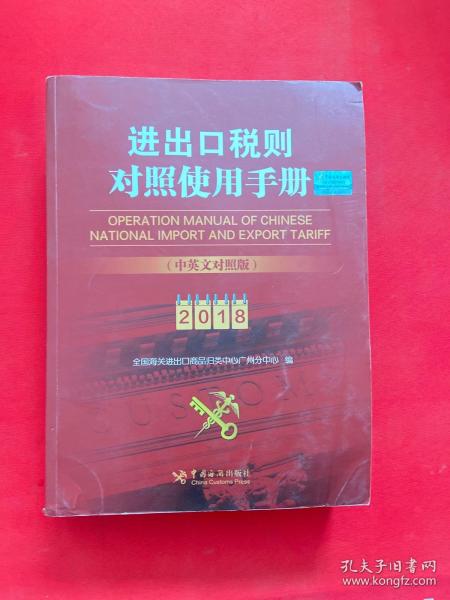 进出口税则
对照使用手册
OPERATION MANUAL OF CHINESE
NATIONAL IMPORT AND EXPORT TARIFF
(中英文对照版)
2018
全国海关进出口商品归类中心广州分中心 编
CUSTOM
中国海关出版社
China Customs Press
孔夫子旧书网
www.kongfz.com